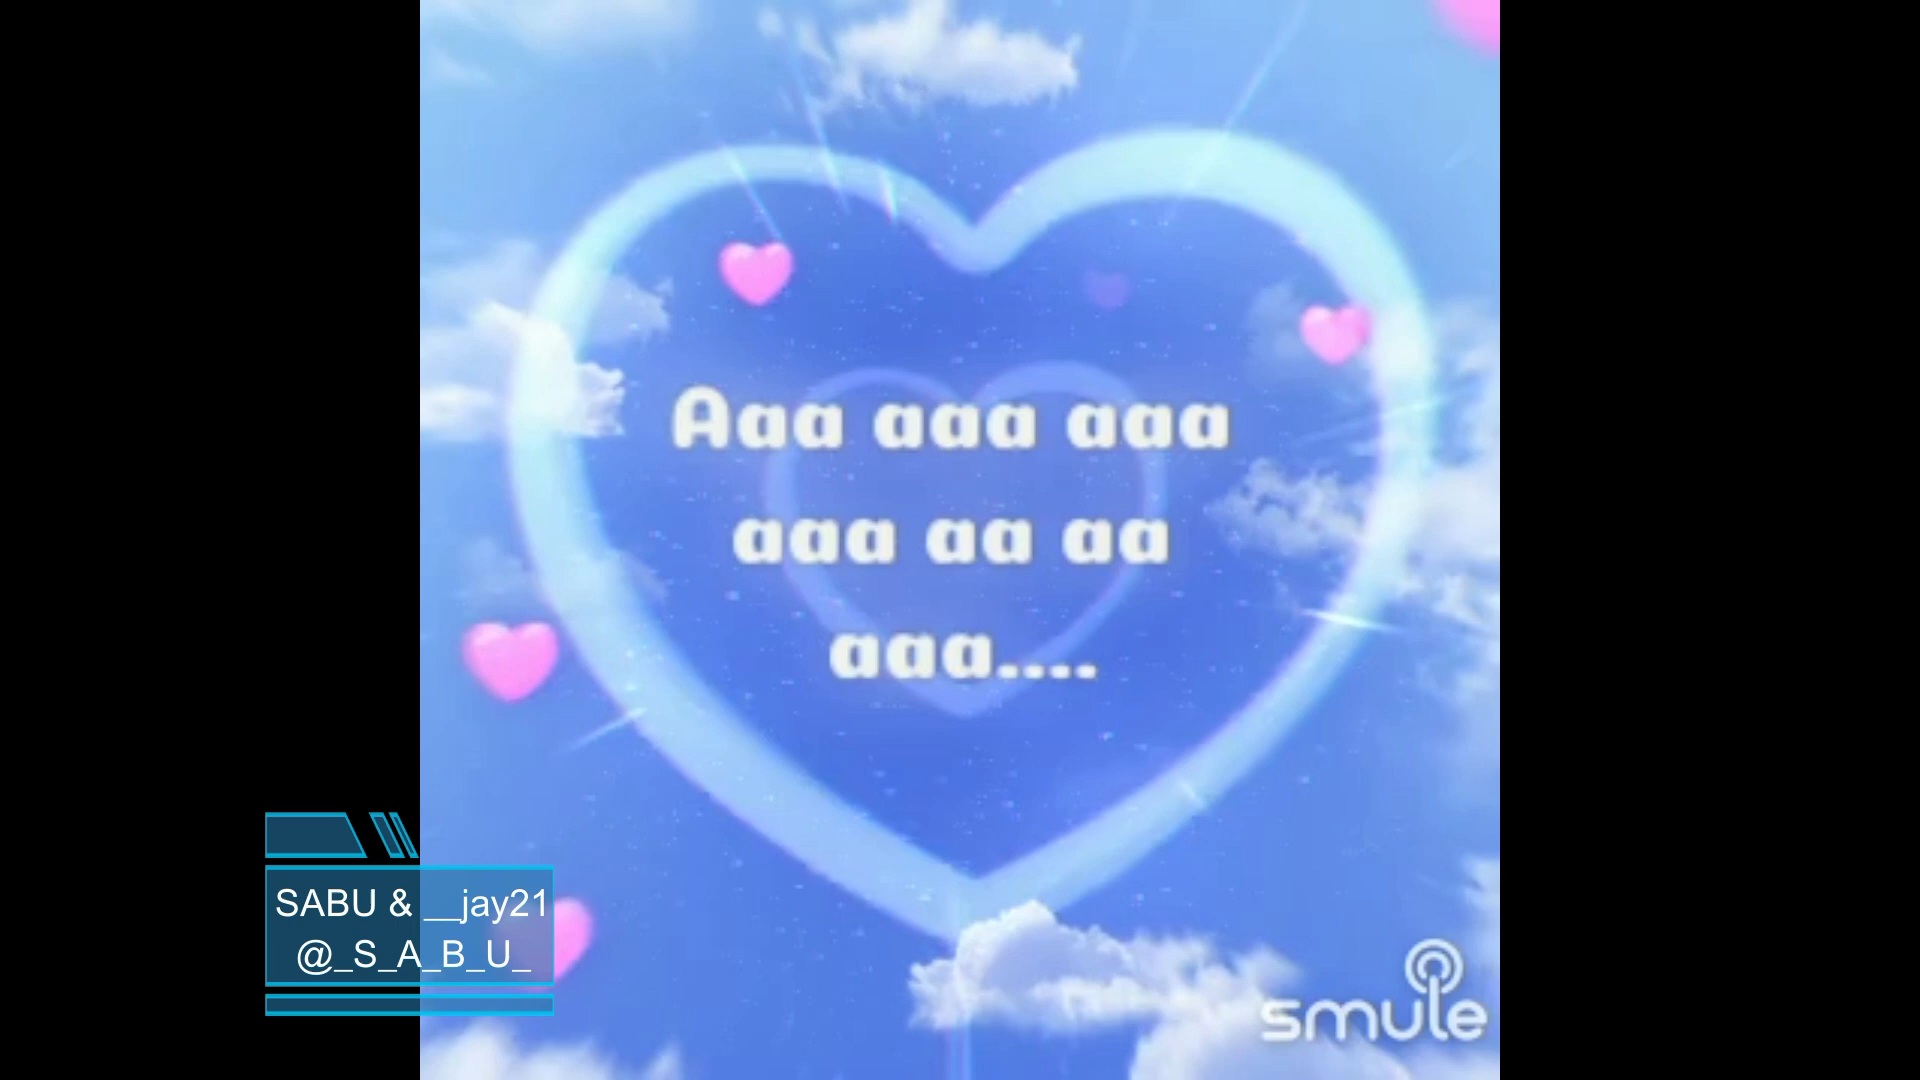 Aaa aaa aaa
aaa aa aa
aaa....
SABU & __jay21
@_S_A_B_U_
smule